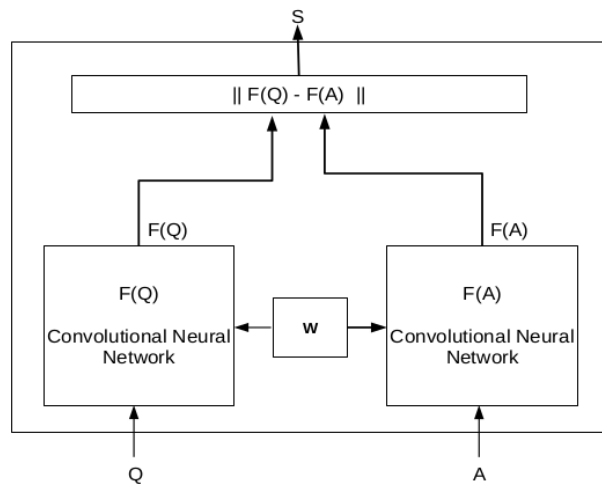 S
|| F(Q) - F(A) ||
F(Q)
F(A)
F(Q)
Convolutional Neural
Network
W
F(A)
Convolutional Neural
Network
Q
A